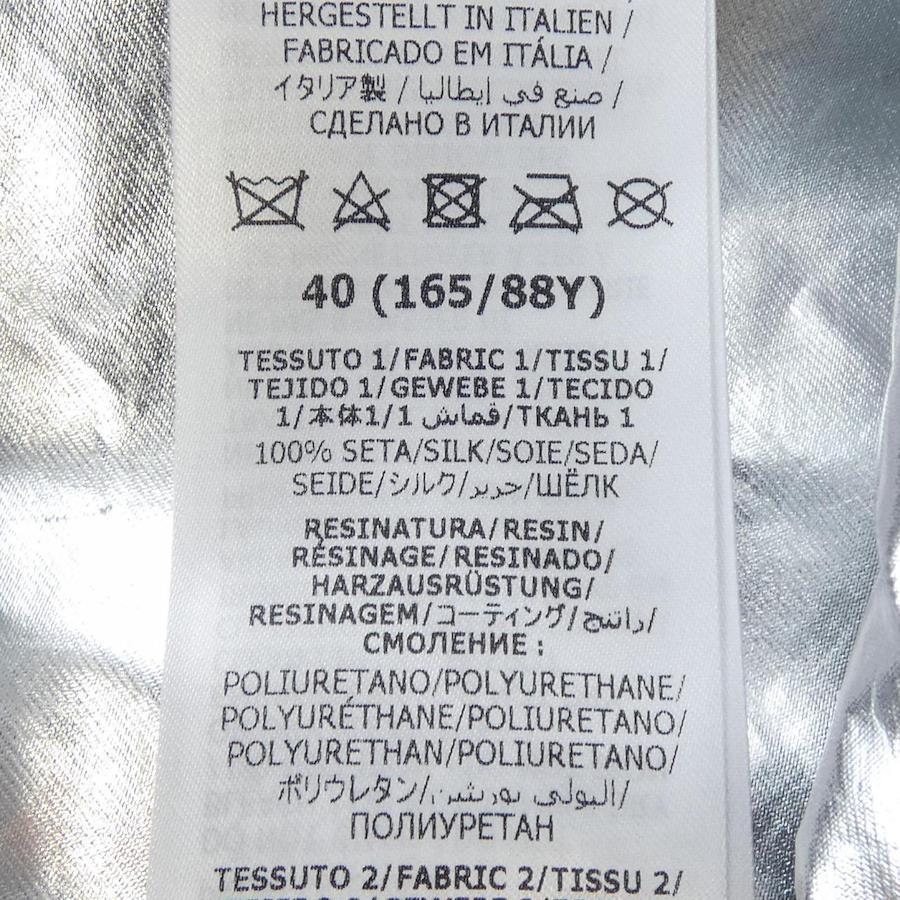 HERGESTELLT IN ITALIEN /
FABRICADO EM ITÁLIA /
イタリア製 / صنع في إيطاليا /
СДЕЛАНО В ИТАЛИИ
40 (165/88Y)
TESSUTO 1/FABRIC 1/TISSU 1/
TEJIDO 1/GEWEBE 1/TECIDO
1/本体1/1 قماش/ТКАНЬ 1
100% SETA/SILK/SOIE/SEDA/
SEIDE/シルク/حرير/ШЁЛК
RESINATURA/RESIN/
RÉSINAGE/RESINADO/
HARZAUSRÜSTUNG/
RESINAGEM/コーティング/راتنج/
СМОЛЕНИЕ :
POLIURETANO/POLYURETHANE/
POLYURÉTHANE/POLIURETANO/
POLYURETHAN/POLIURETANO/
ポリウレタン/البولي يوريثين/
ПОЛИУРЕТАН
TESSUTO 2/FABRIC 2/TISSU 2/